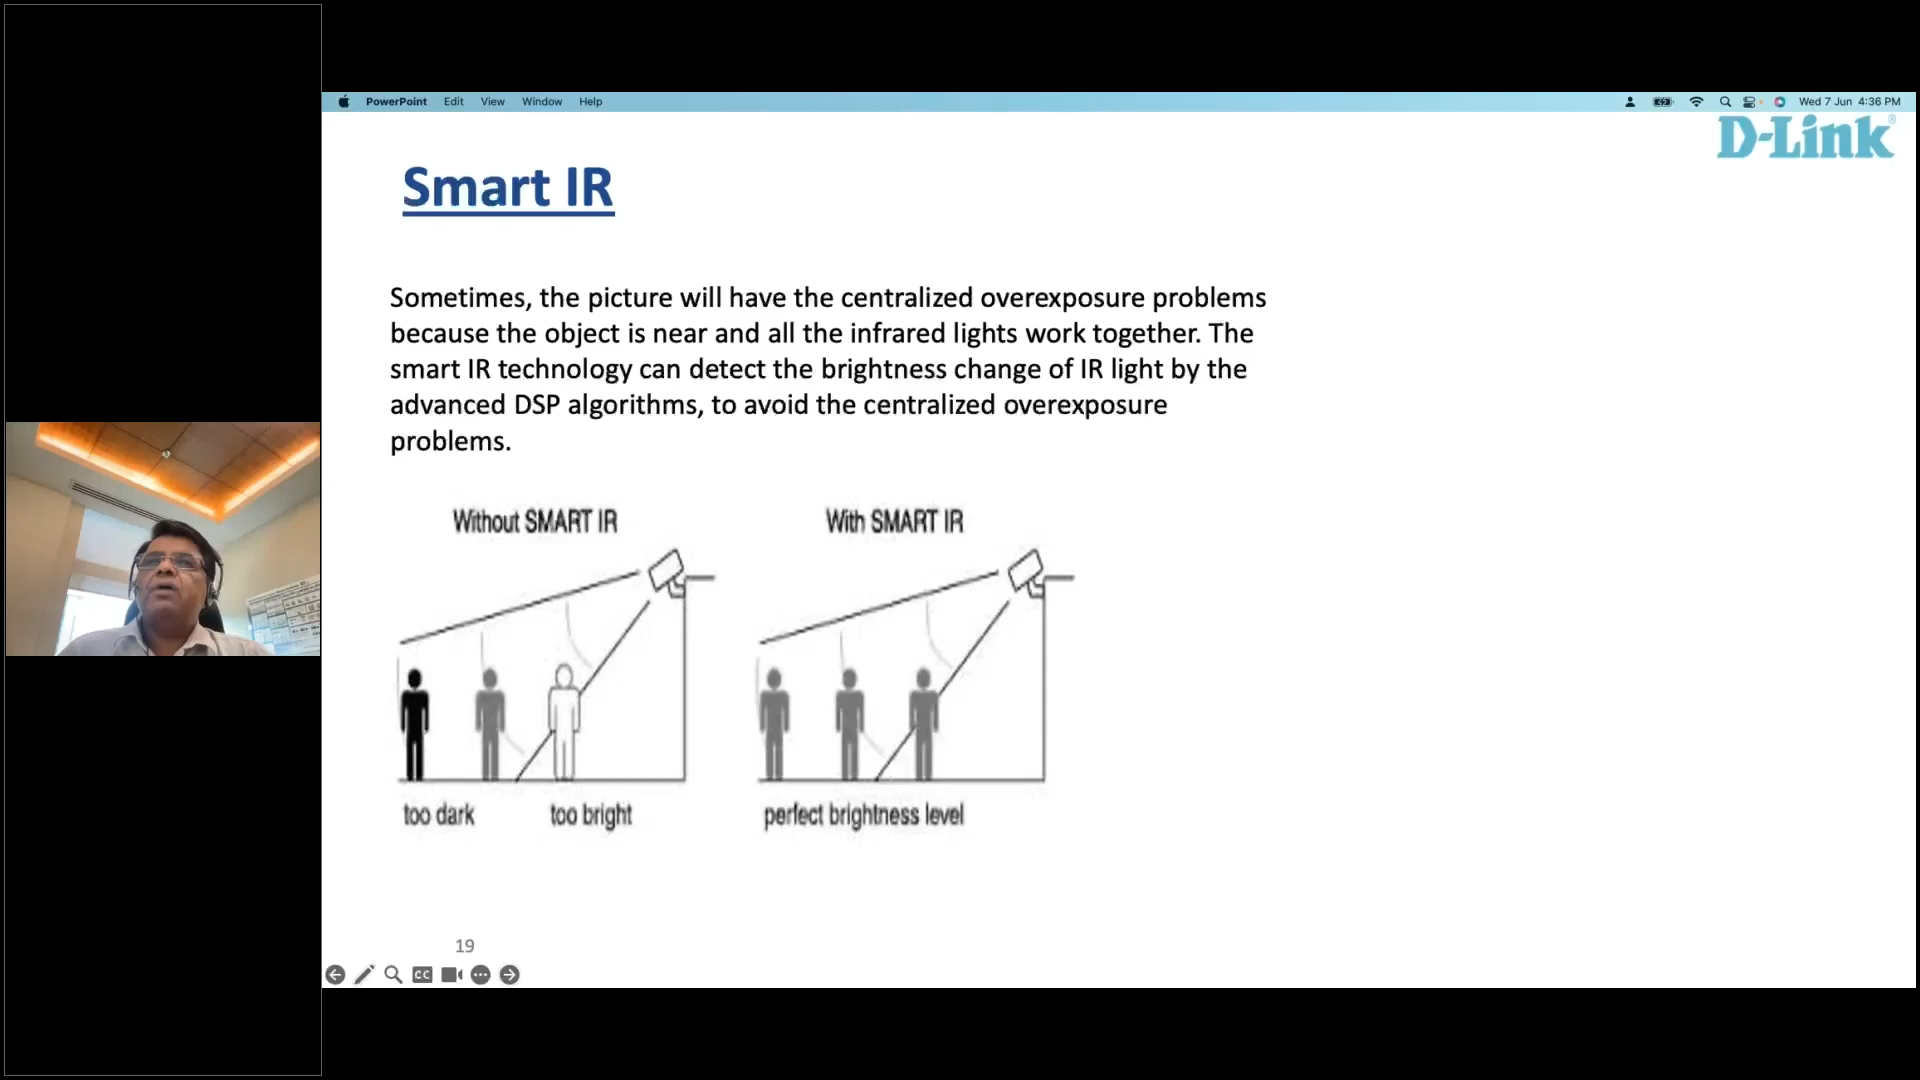 PowerPoint Edit View Window Help Wed 7 Jun 4:36 PM
D-Link®
Smart IR
Sometimes, the picture will have the centralized overexposure problems
because the object is near and all the infrared lights work together. The
smart IR technology can detect the brightness change of IR light by the
advanced DSP algorithms, to avoid the centralized overexposure
problems.
Without SMART IR
With SMART IR
too dark
too bright
perfect brightness level
19
CC